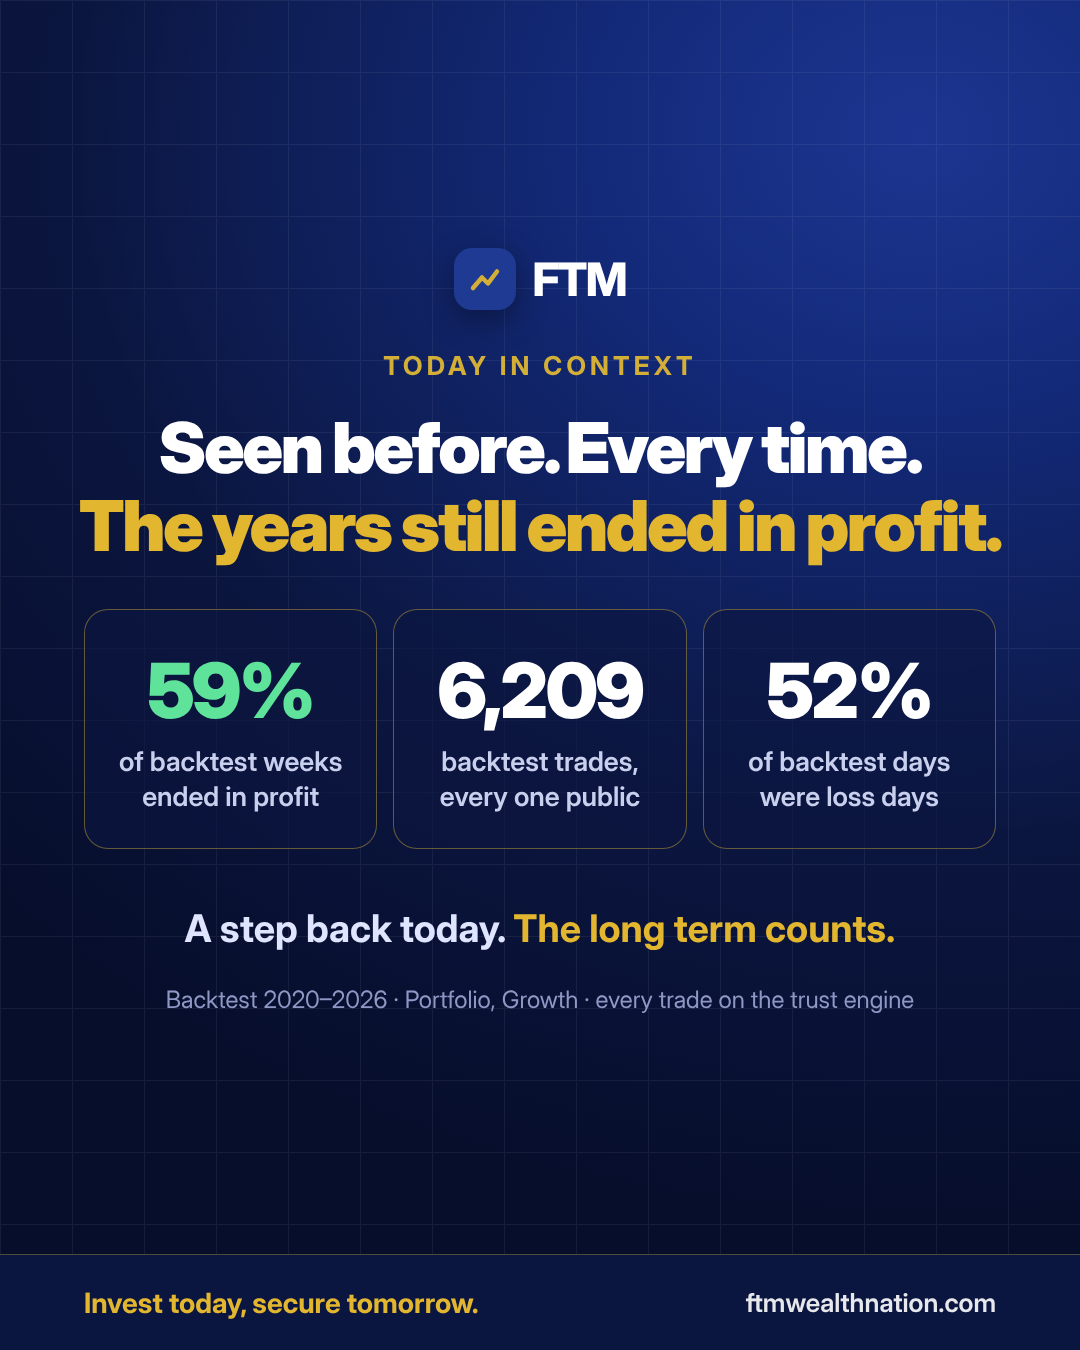 FTM
TODAY IN CONTEXT
Seen before. Every time.
The years still ended in profit.
59%
of backtest weeks
ended in profit
6,209
backtest trades,
every one public
52%
of backtest days
were loss days
A step back today. The long term counts.
Backtest 2020–2026 · Portfolio, Growth · every trade on the trust engine
Invest today, secure tomorrow.
ftmwealthnation.com